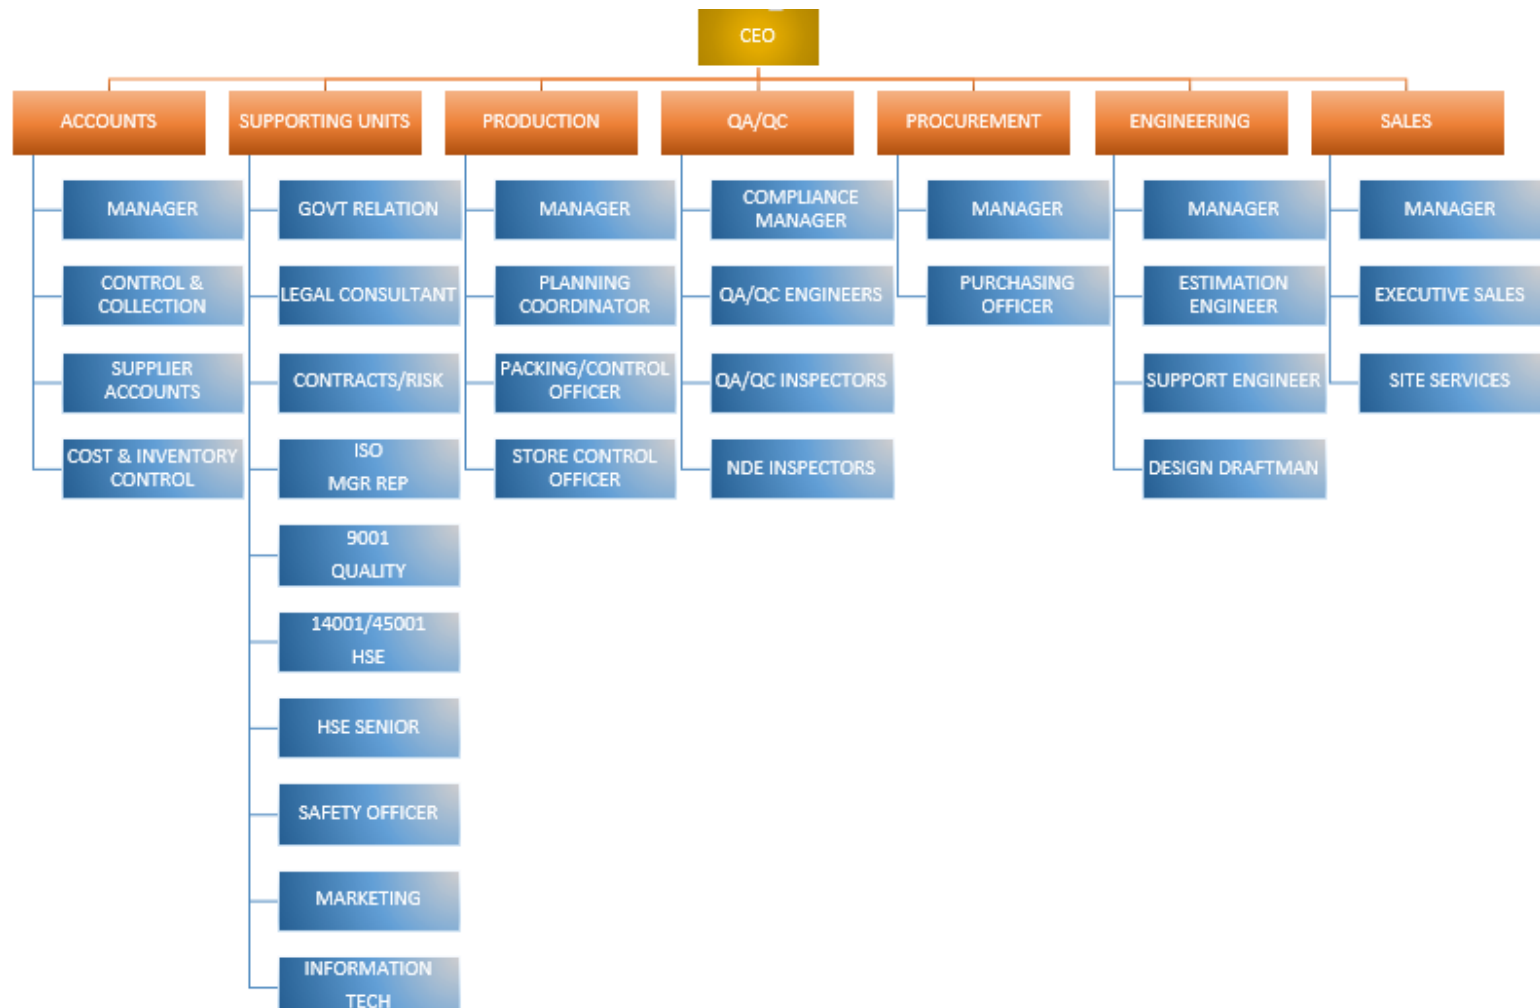 CEO
ACCOUNTS
SUPPORTING UNITS
PRODUCTION
QA/QC
PROCUREMENT
ENGINEERING
SALES
MANAGER
CONTROL &
COLLECTION
SUPPLIER
ACCOUNTS
COST & INVENTORY
CONTROL
GOVT RELATION
LEGAL CONSULTANT
CONTRACTS/RISK
ISO
MGR REP
9001
QUALITY
14001/45001
HSE
HSE SENIOR
SAFETY OFFICER
MARKETING
INFORMATION
TECH
MANAGER
PLANNING
COORDINATOR
PACKING/CONTROL
OFFICER
STORE CONTROL
OFFICER
COMPLIANCE
MANAGER
QA/QC ENGINEERS
QA/QC INSPECTORS
NDE INSPECTORS
MANAGER
PURCHASING
OFFICER
MANAGER
ESTIMATION
ENGINEER
SUPPORT ENGINEER
DESIGN DRAFTMAN
MANAGER
EXECUTIVE SALES
SITE SERVICES